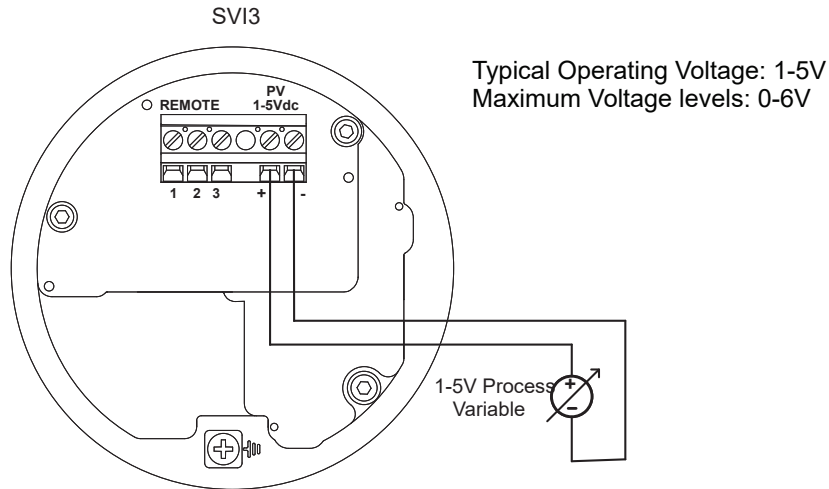 SVI3
Typical Operating Voltage: 1-5V
Maximum Voltage levels: 0-6V
PV
REMOTE 1-5Vdc
1 2 3 + -
1-5V Process
Variable
+
-